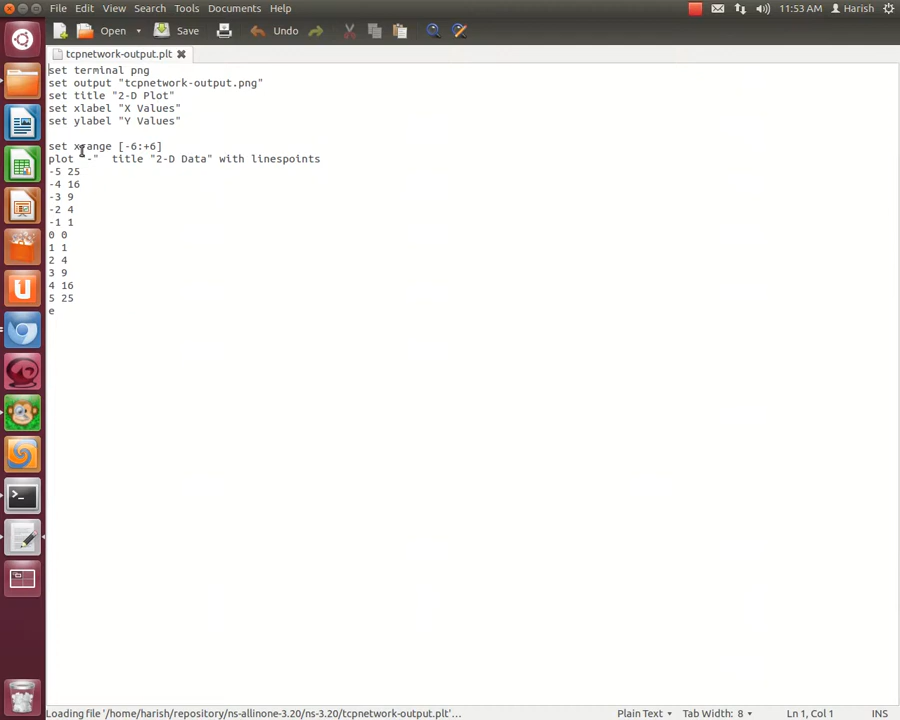 File Edit View Search Tools Documents Help 11:53 AM Harish
Open Save Undo
tcpnetwork-output.plt
set terminal png
set output "tcpnetwork-output.png"
set title "2-D Plot"
set xlabel "X Values"
set ylabel "Y Values"
set xrange [-6:+6]
plot "-"  title "2-D Data" with linespoints
-5 25
-4 16
-3 9
-2 4
-1 1
0 0
1 1
2 4
3 9
4 16
5 25
e
Loading file '/home/harish/repository/ns-allinone-3.20/ns-3.20/tcpnetwork-output.plt'… Plain Text Tab Width: 8 Ln 1, Col 1 INS